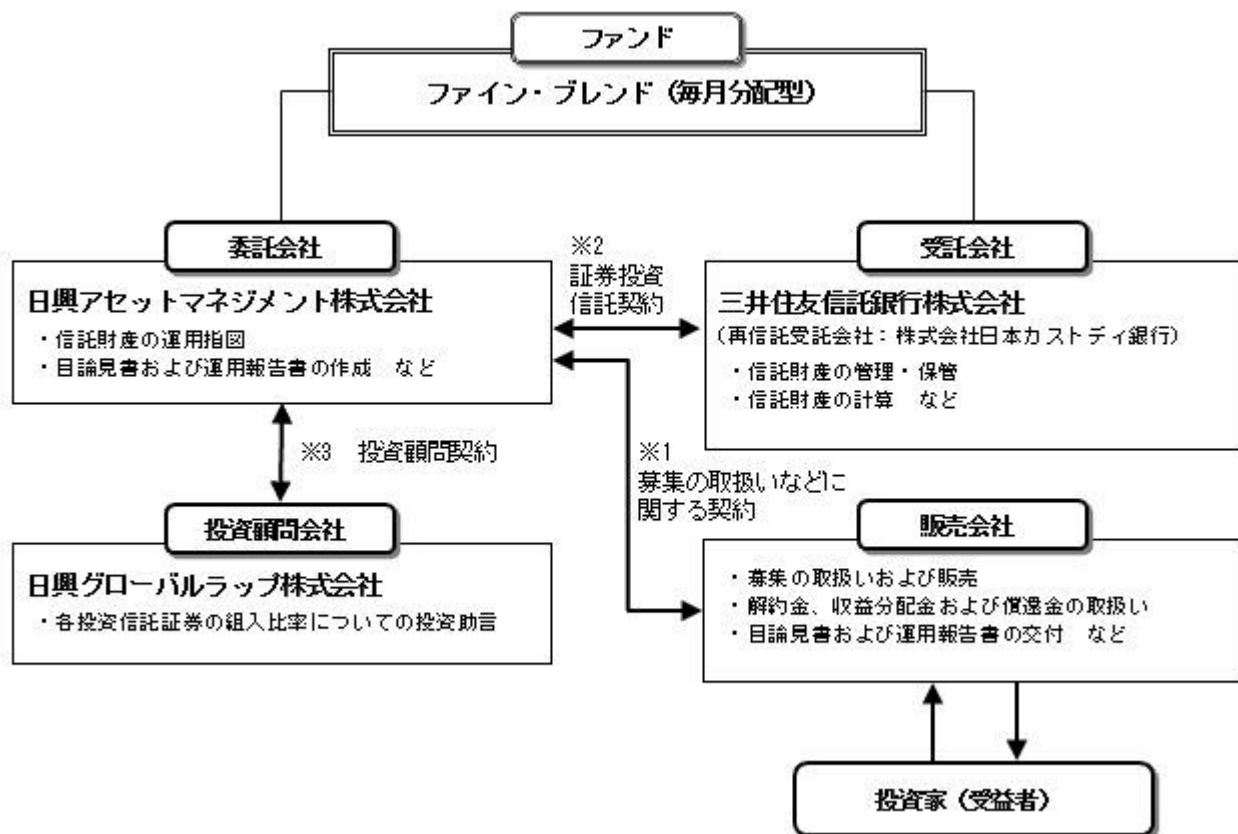 ファンド
ファイン・ブレンド（毎月分配型）
委託会社
日興アセットマネジメント株式会社
・信託財産の運用指図
・目論見書および運用報告書の作成　など
※2
証券投資
信託契約
受託会社
三井住友信託銀行株式会社
（再信託受託会社：株式会社日本カストディ銀行）
・信託財産の管理・保管
・信託財産の計算　など
※3　投資顧問契約
※1
募集の取扱いなどに
関する契約
投資顧問会社
日興グローバルラップ株式会社
・各投資信託証券の組入比率についての投資助言
販売会社
・募集の取扱いおよび販売
・解約金、収益分配金および償還金の取扱い
・目論見書および運用報告書の交付　など
投資家（受益者）